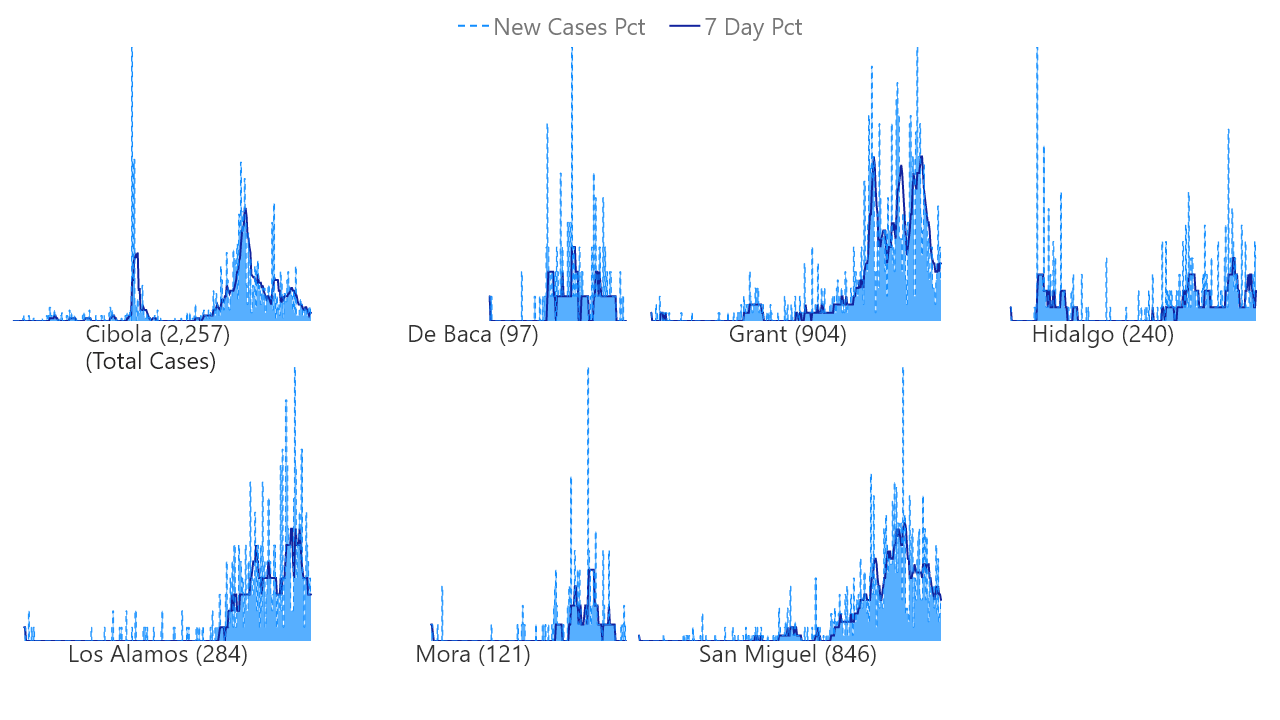 New Cases Pct 7 Day Pct
Cibola (2,257)
(Total Cases)
De Baca (97)
Grant (904)
Hidalgo (240)
Los Alamos (284)
Mora (121)
San Miguel (846)